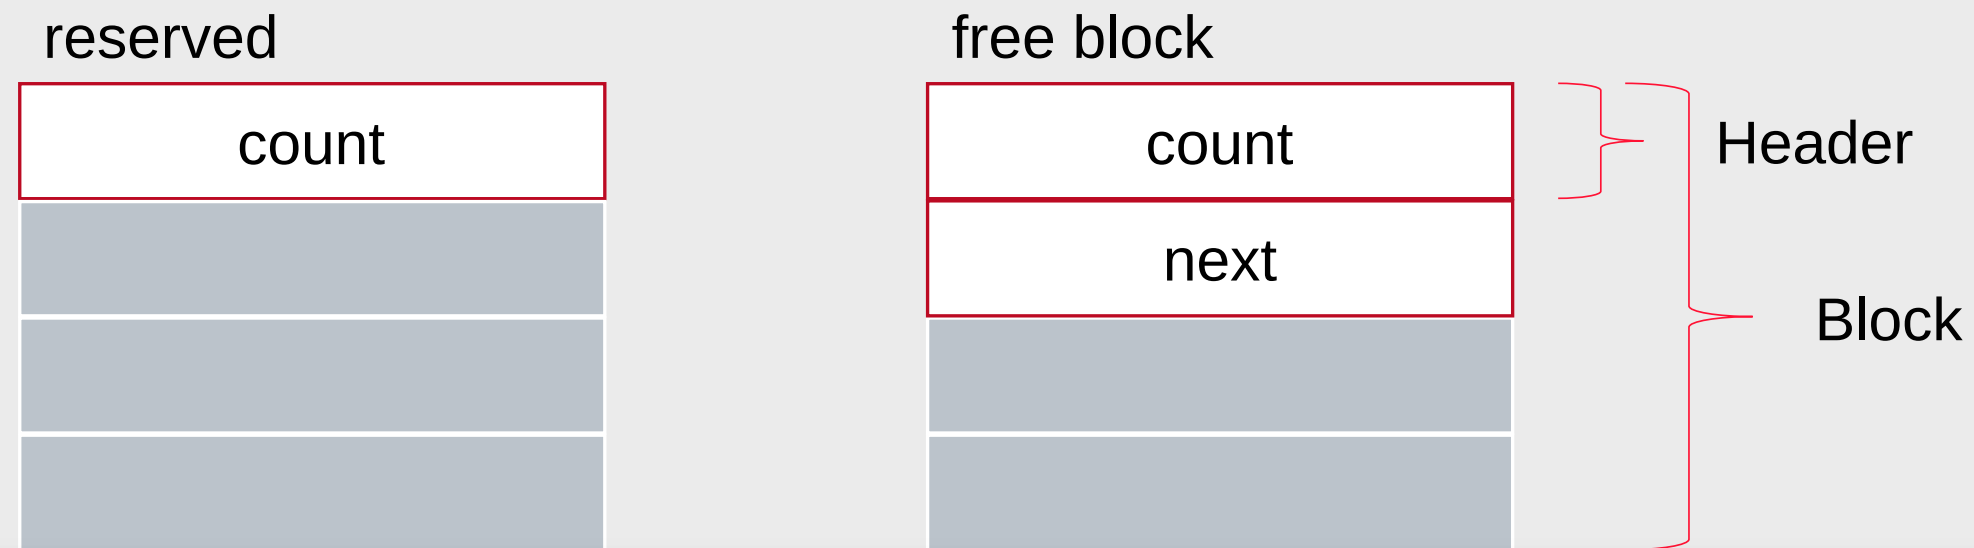 reserved
free block
count
count
Header
next
Block